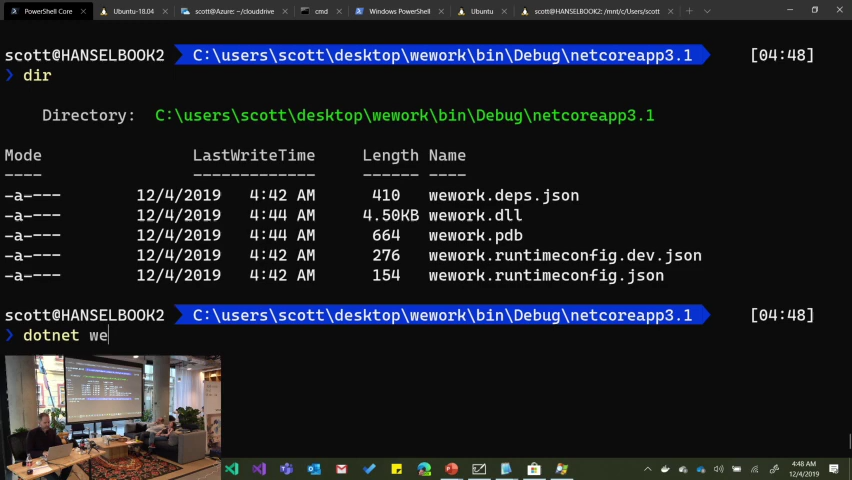 PowerShell Core
Ubuntu-18.04
scott@Azure: ~/clouddrive
cmd
Windows PowerShell
Ubuntu
scott@HANSELBOOK2: /mnt/c/Users/scott
scott@HANSELBOOK2 C:\users\scott\desktop\wework\bin\Debug\netcoreapp3.1 [04:48]
❯ dir
Directory: C:\users\scott\desktop\wework\bin\Debug\netcoreapp3.1
Mode LastWriteTime Length Name
---- ------------- ------ ----
-a---- 12/4/2019 4:42 AM 410 wework.deps.json
-a---- 12/4/2019 4:44 AM 4.50KB wework.dll
-a---- 12/4/2019 4:44 AM 664 wework.pdb
-a---- 12/4/2019 4:42 AM 276 wework.runtimeconfig.dev.json
-a---- 12/4/2019 4:42 AM 154 wework.runtimeconfig.json
scott@HANSELBOOK2 C:\users\scott\desktop\wework\bin\Debug\netcoreapp3.1 [04:48]
❯ dotnet we
4:48 AM
12/4/2019